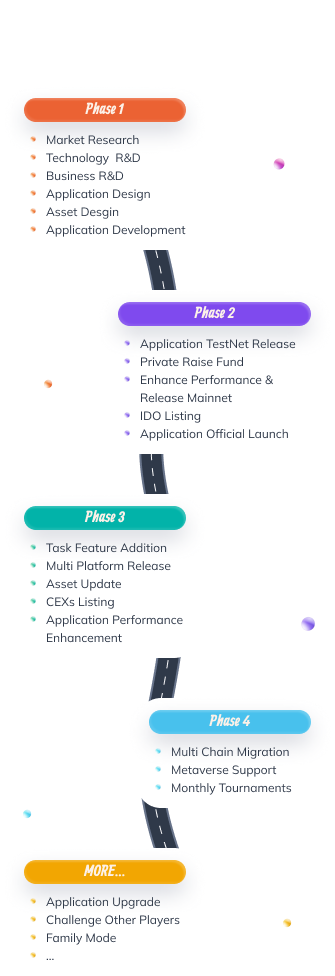 Phase 1
Market Research
Technology R&D
Business R&D
Application Design
Asset Desgin
Application Development
Phase 2
Application TestNet Release
Private Raise Fund
Enhance Performance &
Release Mainnet
IDO Listing
Application Official Launch
Phase 3
Task Feature Addition
Multi Platform Release
Asset Update
CEXs Listing
Application Performance
Enhancement
Phase 4
Multi Chain Migration
Metaverse Support
Monthly Tournaments
MORE...
Application Upgrade
Challenge Other Players
Family Mode
...